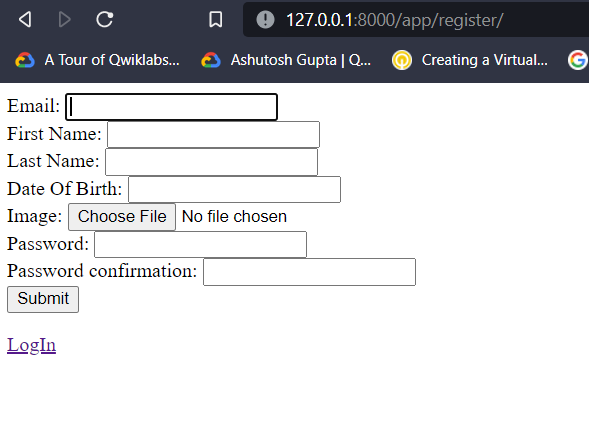 127.0.0.1:8000/app/register/
A Tour of Qwiklabs... Ashutosh Gupta | Q... Creating a Virtual...
Email:
First Name:
Last Name:
Date Of Birth:
Image: Choose File No file chosen
Password:
Password confirmation:
Submit
LogIn